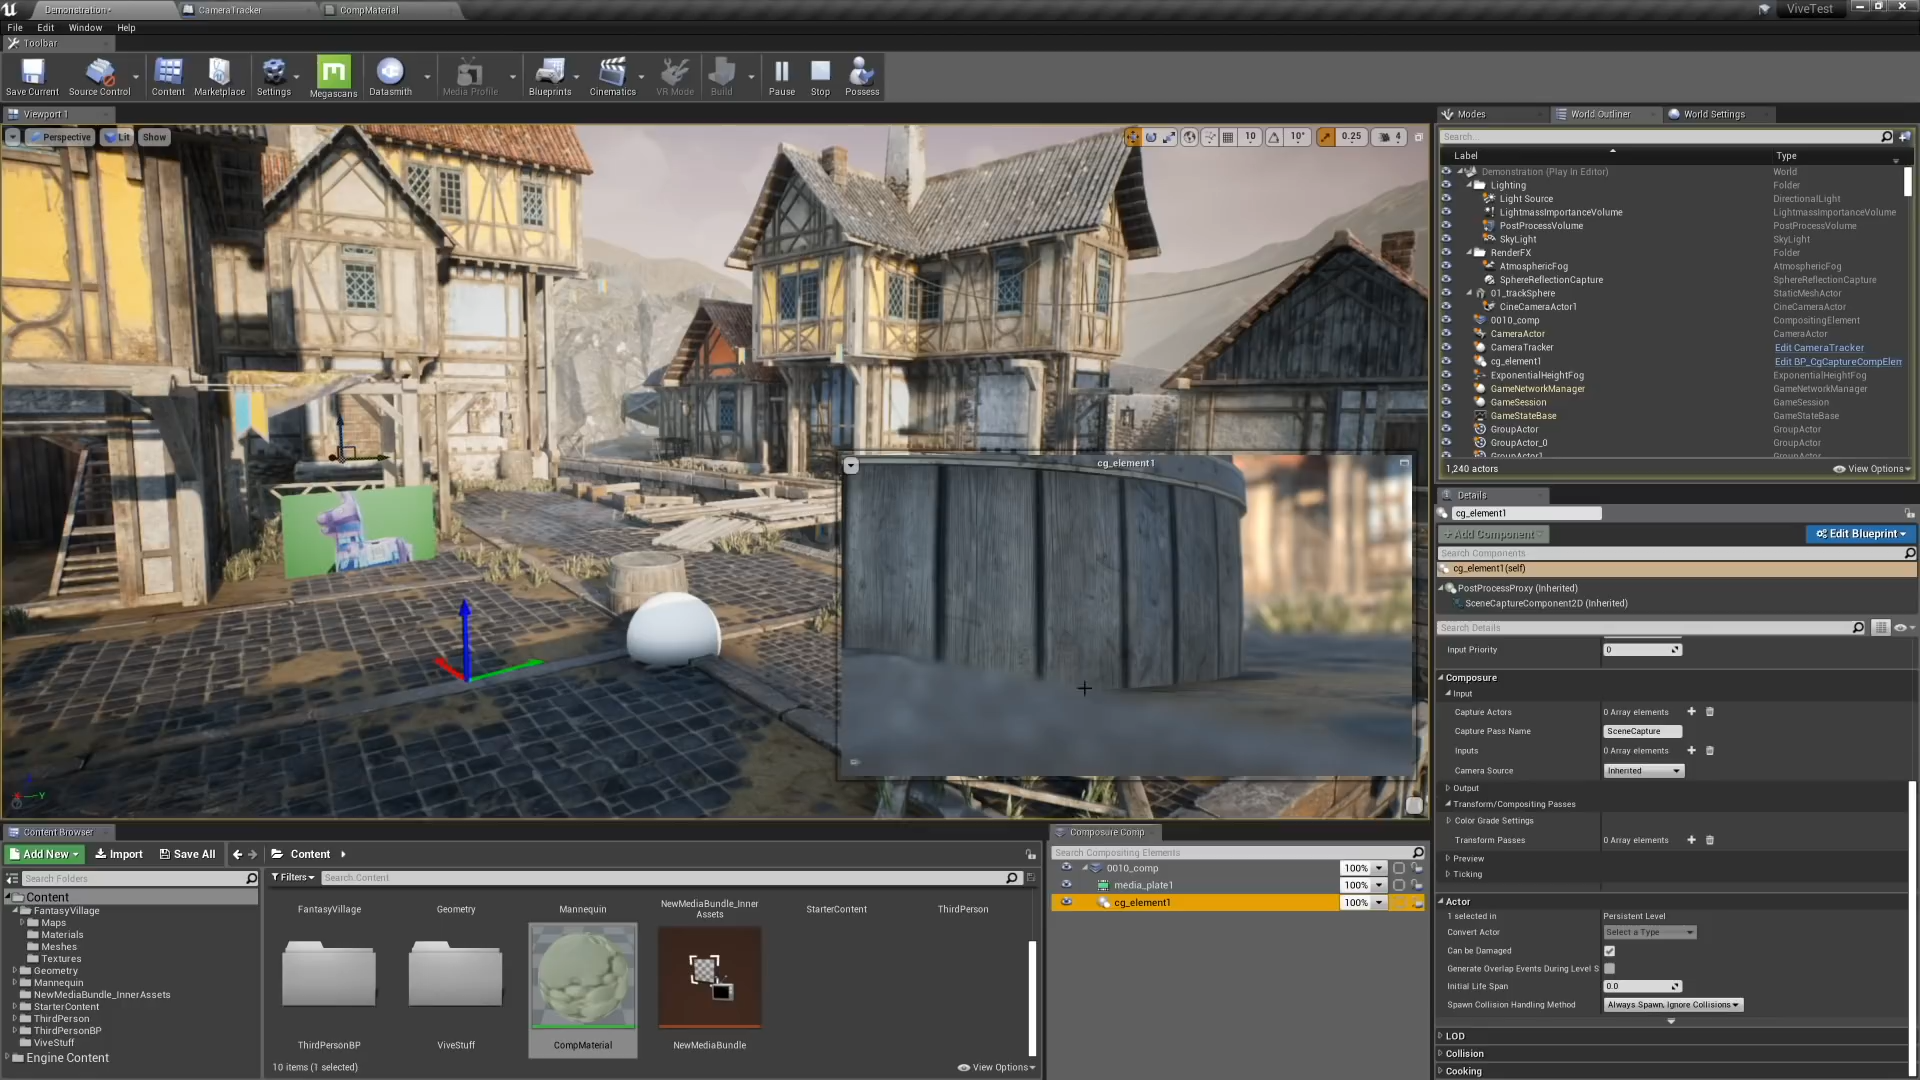 Demonstration*
CameraTracker
CompMaterial
ViveTest
File Edit Window Help
Toolbar
Save Current
Source Control
Content
Marketplace
Settings
Megascans
Datasmith
Media Profile
Blueprints
Cinematics
VR Mode
Build
Pause
Stop
Possess
Viewport 1
Perspective Lit Show
10 10° 0.25 4
cg_element1
Y
Modes World Outliner World Settings
Search...
Label Type
Demonstration (Play In Editor) World
Lighting Folder
Light Source DirectionalLight
LightmassImportanceVolume LightmassImportanceVolume
PostProcessVolume PostProcessVolume
SkyLight SkyLight
RenderFX Folder
AtmosphericFog AtmosphericFog
SphereReflectionCapture SphereReflectionCapture
01_trackSphere StaticMeshActor
CineCameraActor1 CineCameraActor
0010_comp CompositingElement
CameraActor CameraActor
CameraTracker Edit CameraTracker
cg_element1 Edit BP_CgCaptureCompElem
ExponentialHeightFog ExponentialHeightFog
GameNetworkManager GameNetworkManager
GameSession GameSession
GameStateBase GameStateBase
GroupActor GroupActor
GroupActor_0 GroupActor
GroupActor1 GroupActor
1,240 actors View Options
Details
cg_element1
+Add Component Edit Blueprint
Search Components
cg_element1(self)
PostProcessProxy (Inherited)
SceneCaptureComponent2D (Inherited)
Search Details
Input Priority 0
Composure
Input
Capture Actors 0 Array elements
Capture Pass Name SceneCapture
Inputs 0 Array elements
Camera Source Inherited
Output
Transform/Compositing Passes
Color Grade Settings
Transform Passes 0 Array elements
Preview
Ticking
Actor
1 selected in Persistent Level
Convert Actor Select a Type
Can be Damaged
Generate Overlap Events During Level S
Initial Life Span 0.0
Spawn Collision Handling Method Always Spawn, Ignore Collisions
LOD
Collision
Cooking
Content Browser
Add New Import Save All Content
Search Folders
Filters Search Content
Content
FantasyVillage
Maps
Materials
Meshes
Textures
Geometry
Mannequin
NewMediaBundle_InnerAssets
StarterContent
ThirdPerson
ThirdPersonBP
ViveStuff
Engine Content
FantasyVillage
Geometry
Mannequin
NewMediaBundle_Inner
Assets
StarterContent
ThirdPerson
ThirdPersonBP
ViveStuff
CompMaterial
NewMediaBundle
10 items (1 selected) View Options
Composure Comp
Search Compositing Elements
0010_comp 100%
media_plate1 100%
cg_element1 100%